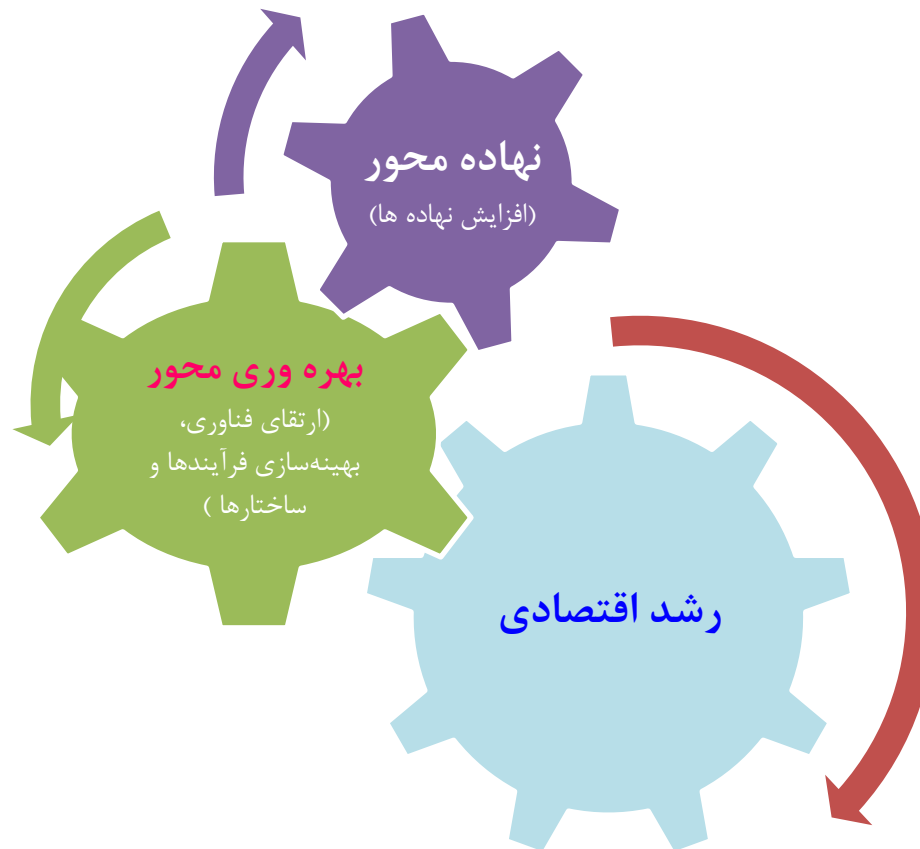 نهاده محور
(افزایش نهاده ها)
بهره وری محور
(ارتقای فناوری،
بهینه‌سازی فرآیندها و
ساختارها )
رشد اقتصادی